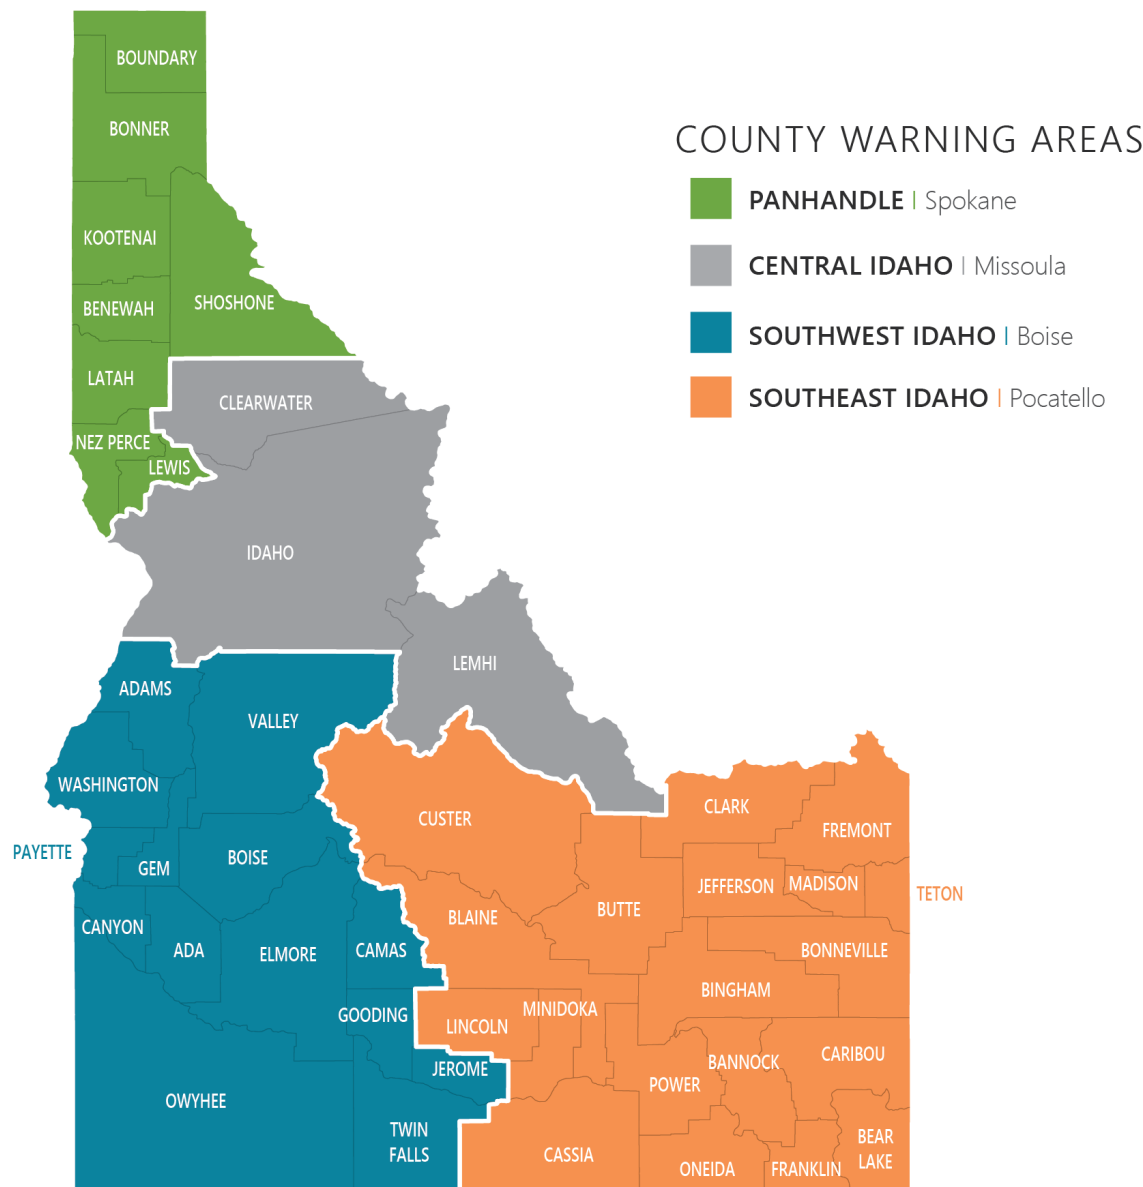 BOUNDARY
BONNER
COUNTY WARNING AREAS
PANHANDLE | Spokane
KOOTENAI
CENTRAL IDAHO | Missoula
BENEWAH
SHOSHONE
SOUTHWEST IDAHO | Boise
LATAH
CLEARWATER
SOUTHEAST IDAHO | Pocatello
NEZ PERCE
LEWIS
IDAHO
LEMHI
ADAMS
VALLEY
WASHINGTON
CUSTER
CLARK
FREMONT
PAYETTE
GEM
BOISE
JEFFERSON
MADISON
TETON
BLAINE
BUTTE
CANYON
ADA
ELMORE
CAMAS
BONNEVILLE
BINGHAM
GOODING
LINCOLN
MINIDOKA
JEROME
BANNOCK
CARIBOU
POWER
OWYHEE
TWIN
FALLS
CASSIA
ONEIDA
FRANKLIN
BEAR
LAKE